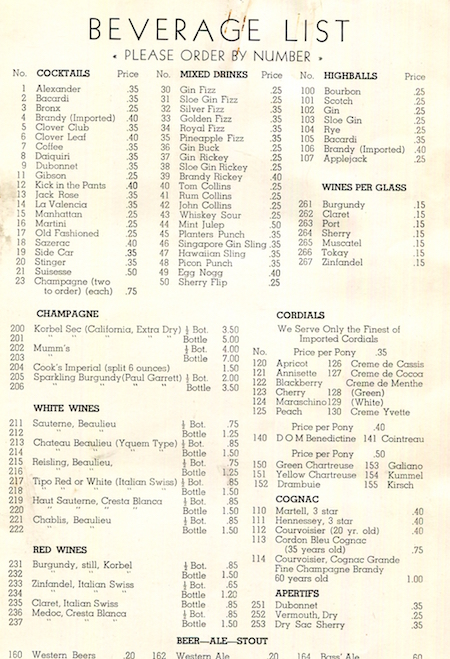 BEVERAGE LIST
• PLEASE ORDER BY NUMBER •
No. COCKTAILS Price
1 Alexander .35
2 Bacardi .35
3 Bronx .25
4 Brandy (Imported) .40
5 Clover Club .35
6 Clover Leaf .40
7 Coffee .35
8 Daiquiri .35
9 Dubonnet .35
11 Gibson .25
12 Kick in the Pants .40
13 Jack Rose .35
14 La Valencia .35
15 Manhattan .25
16 Martini .25
17 Old Fashioned .25
18 Sazerac .40
19 Side Car .35
20 Stinger .35
21 Suisesse .50
23 Champagne (two
to order) (each) .75
No. MIXED DRINKS Price
30 Gin Fizz .25
31 Sloe Gin Fizz .25
32 Silver Fizz .35
33 Golden Fizz .35
34 Royal Fizz .35
35 Pineapple Fizz .35
36 Gin Buck .25
37 Gin Rickey .25
38 Sloe Gin Rickey .25
39 Brandy Rickey .40
40 Tom Collins .25
41 Rum Collins .25
42 John Collins .25
43 Whiskey Sour .25
44 Mint Julep .50
45 Planters Punch .35
46 Singapore Gin Sling .35
47 Hawaiian Sling .35
48 Picon Punch .35
49 Egg Nogg .40
50 Sherry Flip .25
No. HIGHBALLS Price
100 Bourbon .25
101 Scotch .25
102 Gin .25
103 Sloe Gin .25
104 Rye .25
105 Bacardi .35
106 Brandy (Imported) .40
107 Applejack .25
WINES PER GLASS
261 Burgundy .15
262 Claret .15
263 Port .15
264 Sherry .15
265 Muscatel .15
266 Tokay .15
267 Zinfandel .15
CHAMPAGNE
200 Korbel Sec (California, Extra Dry) ½ Bot. 3.50
201 " " " " Bottle 5.00
202 Mumm's ½ Bot. 4.00
203 " Bottle 7.00
204 Cook's Imperial (split 6 ounces) 1.50
205 Sparkling Burgundy (Paul Garrett) ½ Bot. 2.00
206 " " " " Bottle 3.50
WHITE WINES
211 Sauterne, Beaulieu ½ Bot. .75
212 " " Bottle 1.25
213 Chateau Beaulieu (Yquem Type) ½ Bot. .85
214 " " " " Bottle 1.50
215 Reisling, Beaulieu, ½ Bot. .75
216 " " Bottle 1.25
217 Tipo Red or White (Italian Swiss) ½ Bot. .85
218 " " " " " " Bottle 1.50
219 Haut Sauterne, Cresta Blanca ½ Bot. .85
220 " " " " Bottle 1.50
221 Chablis, Beaulieu ½ Bot. .85
222 " " Bottle 1.50
RED WINES
231 Burgundy, still, Korbel ½ Bot. .85
232 " " " Bottle 1.50
233 Zinfandel, Italian Swiss ½ Bot. .65
234 " " " Bottle 1.20
235 Claret, Italian Swiss Bottle .85
236 Medoc, Cresta Blanca ½ Bot. .85
237 " " " Bottle 1.50
CORDIALS
We Serve Only the Finest of
Imported Cordials
No. Price per Pony .35
120 Apricot 126 Creme de Cassis
121 Annisette 127 Creme de Cocoa
122 Blackberry Creme de Menthe
123 Cherry 128 (Green)
124 Maraschino 129 (White)
125 Peach 130 Creme Yvette
Price per Pony .40
140 D O M Benedictine 141 Cointreau
Price per Pony .50
150 Green Chartreuse 153 Galiano
151 Yellow Chartreuse 154 Kummel
152 Drambuie 155 Kirsch
COGNAC
110 Martell, 3 star .40
111 Hennessey, 3 star .40
112 Courvoisier (20 yr. old) .40
113 Cordon Bleu Cognac
(35 years old) .75
114 Courvoisier, Cognac Grande
Fine Champagne Brandy
60 years old 1.00
APERTIFS
251 Dubonnet .35
252 Vermouth, Dry .25
253 Dry Sac Sherry .35
BEER—ALE—STOUT
160 Western Beers .20 162 Western Ale 164 Bass' Ale .60